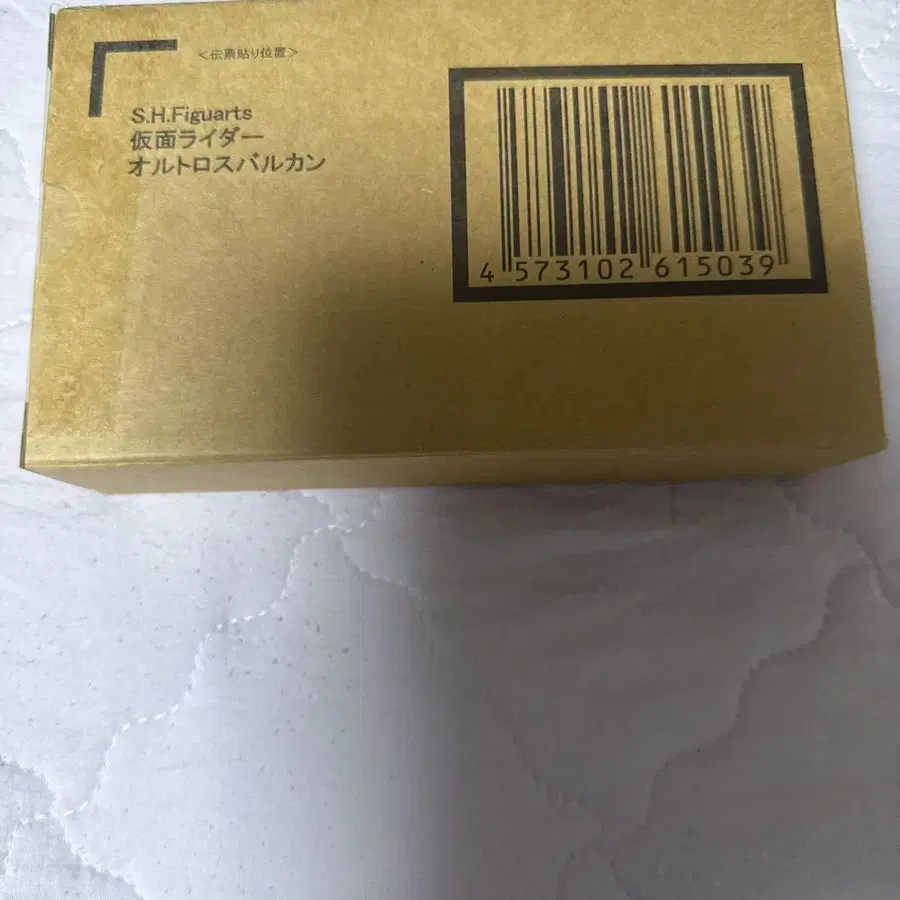 ＜伝票貼り位置＞
S.H.Figuarts
仮面ライダー
オルトロスバルカン
4 573102 615039